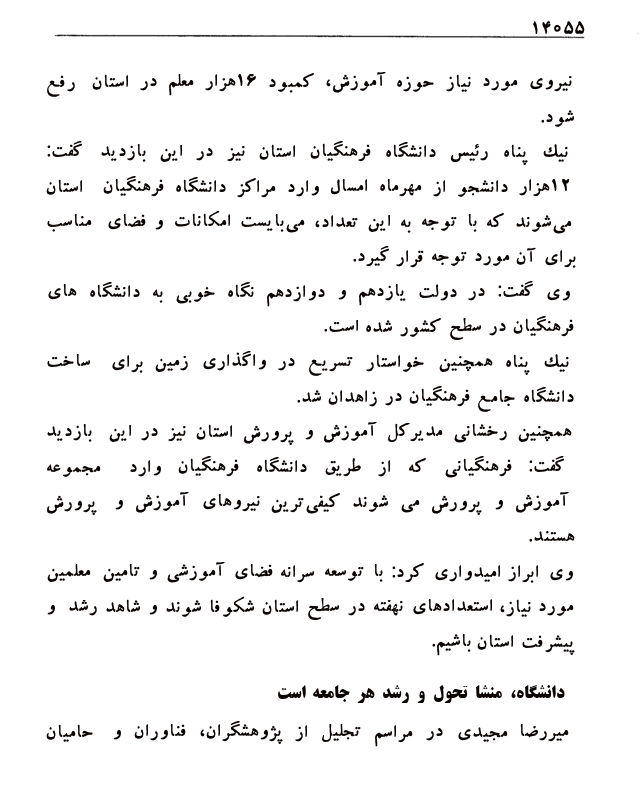 ۱۴۰۵۵
نیروی مورد نیاز حوزه آموزش، کمبود ۱۶هزار معلم در استان رفع
شود.
نیك پناه رئیس دانشگاه فرهنگیان استان نیز در این بازدید گفت:
۱۲هزار دانشجو از مهرماه امسال وارد مراکز دانشگاه فرهنگیان استان
می‌شوند که با توجه به این تعداد، می‌بایست امکانات و فضای مناسب
برای آن مورد توجه قرار گیرد.
وی گفت: در دولت یازدهم و دوازدهم نگاه خوبی به دانشگاه های
فرهنگیان در سطح کشور شده است.
نیك پناه همچنین خواستار تسریع در واگذاری زمین برای ساخت
دانشگاه جامع فرهنگیان در زاهدان شد.
همچنین رخشانی مدیرکل آموزش و پرورش استان نیز در این بازدید
گفت: فرهنگیانی که از طریق دانشگاه فرهنگیان وارد مجموعه
آموزش و پرورش می شوند کیفی‌ترین نیروهای آموزش و پرورش
هستند.
وی ابراز امیدواری کرد: با توسعه سرانه فضای آموزشی و تامین معلمین
مورد نیاز، استعدادهای نهفته در سطح استان شکوفا شوند و شاهد رشد و
پیشرفت استان باشیم.
دانشگاه، منشا تحول و رشد هر جامعه است
میررضا مجیدی در مراسم تجلیل از پژوهشگران، فناوران و حامیان